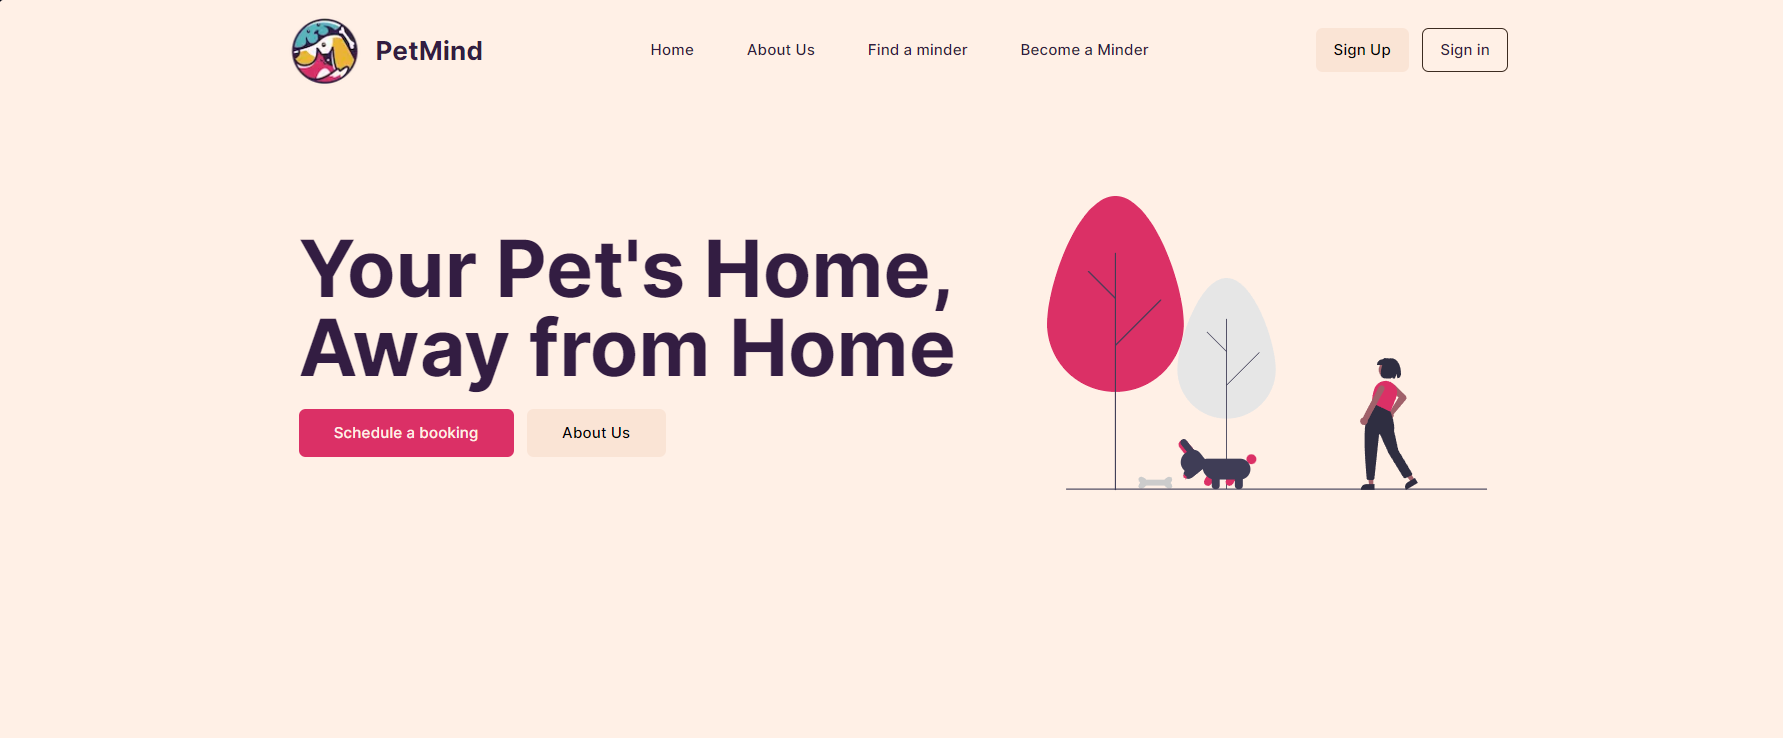 PetMind
Home
About Us
Find a minder
Become a Minder
Sign Up
Sign in
Your Pet's Home,
Away from Home
Schedule a booking
About Us